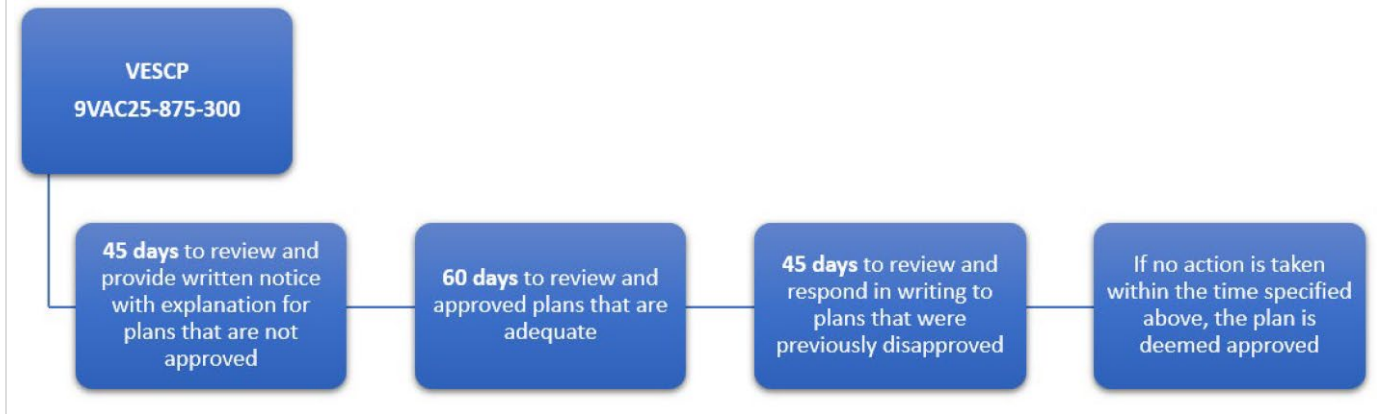 VESCP
9VAC25-875-300
45 days to review and
provide written notice
with explanation for
plans that are not
approved
60 days to review and
approved plans that are
adequate
45 days to review and
respond in writing to
plans that were
previously disapproved
If no action is taken
within the time specified
above, the plan is
deemed approved